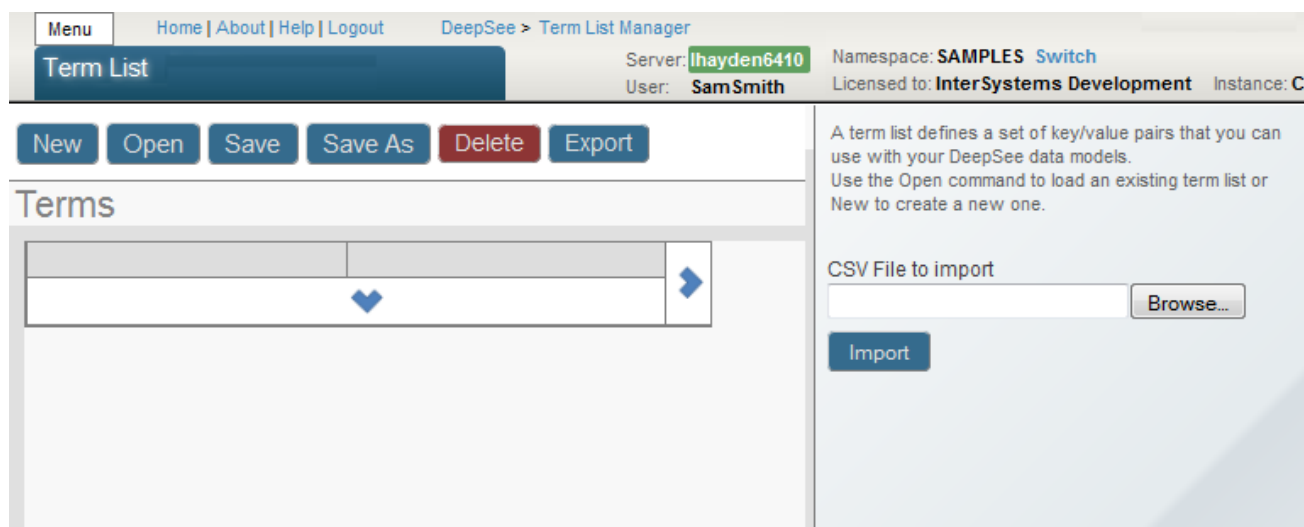 Menu Home | About | Help | Logout DeepSee > Term List Manager
Term List
Server: lhayden6410 Namespace: SAMPLES Switch
User: Sam Smith Licensed to: InterSystems Development Instance: C
New Open Save Save As Delete Export
Terms
A term list defines a set of key/value pairs that you can
use with your DeepSee data models.
Use the Open command to load an existing term list or
New to create a new one.
CSV File to import
Browse...
Import